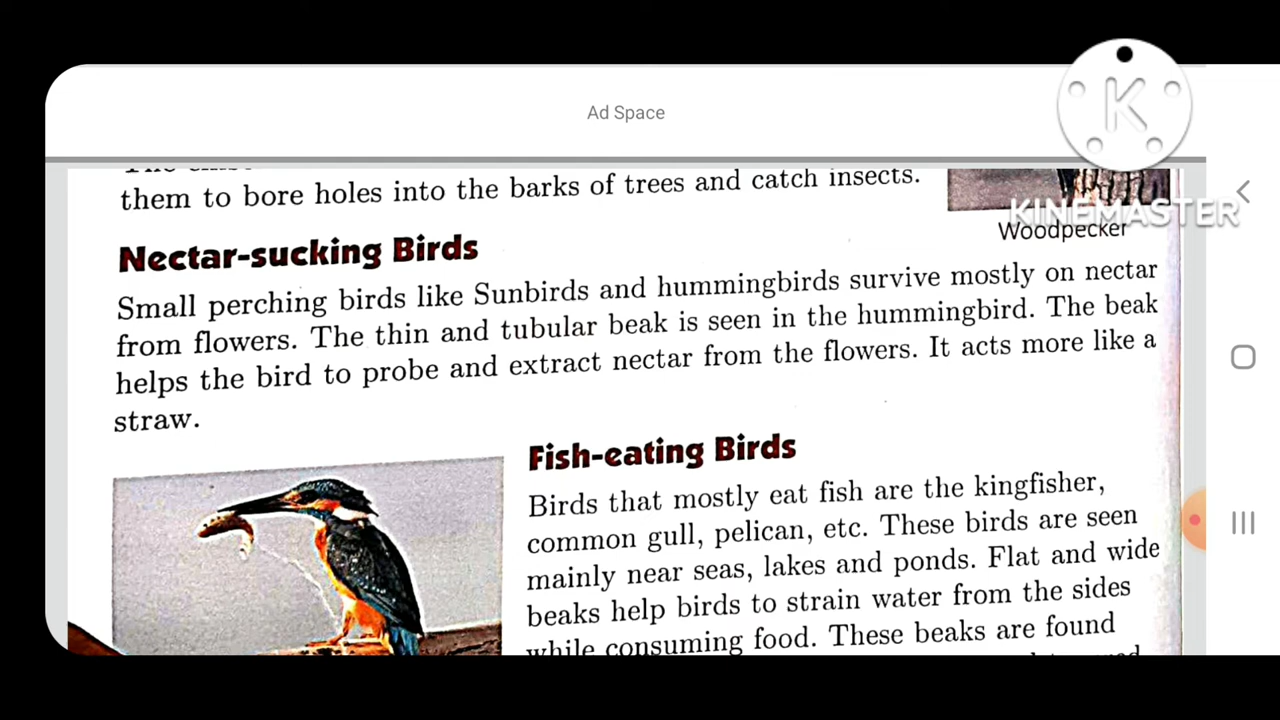 Ad Space
them to bore holes into the barks of trees and catch insects.
KINEMASTER
Woodpecker
Nectar-sucking Birds
Small perching birds like Sunbirds and hummingbirds survive mostly on nectar
from flowers. The thin and tubular beak is seen in the hummingbird. The beak
helps the bird to probe and extract nectar from the flowers. It acts more like a
straw.
Fish-eating Birds
Birds that mostly eat fish are the kingfisher,
common gull, pelican, etc. These birds are seen
mainly near seas, lakes and ponds. Flat and wide
beaks help birds to strain water from the sides
while consuming food. These beaks are found